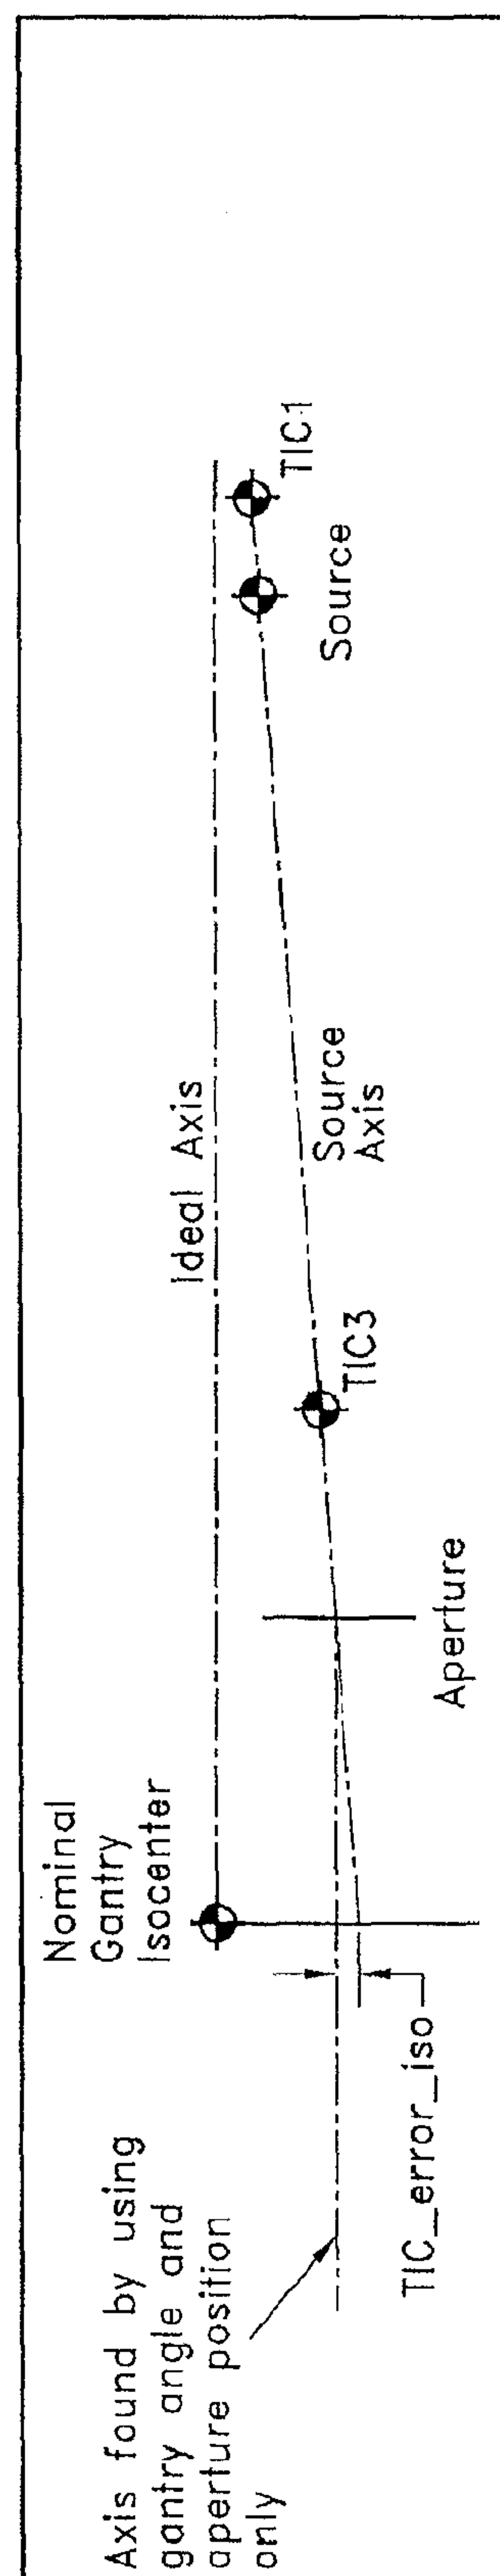 Axis found by using
gantry angle and
aperture position
only
Nominal
Gantry
Isocenter
TIC_error_iso
Aperture
Ideal Axis
TIC3
Source
Axis
Source
TIC1